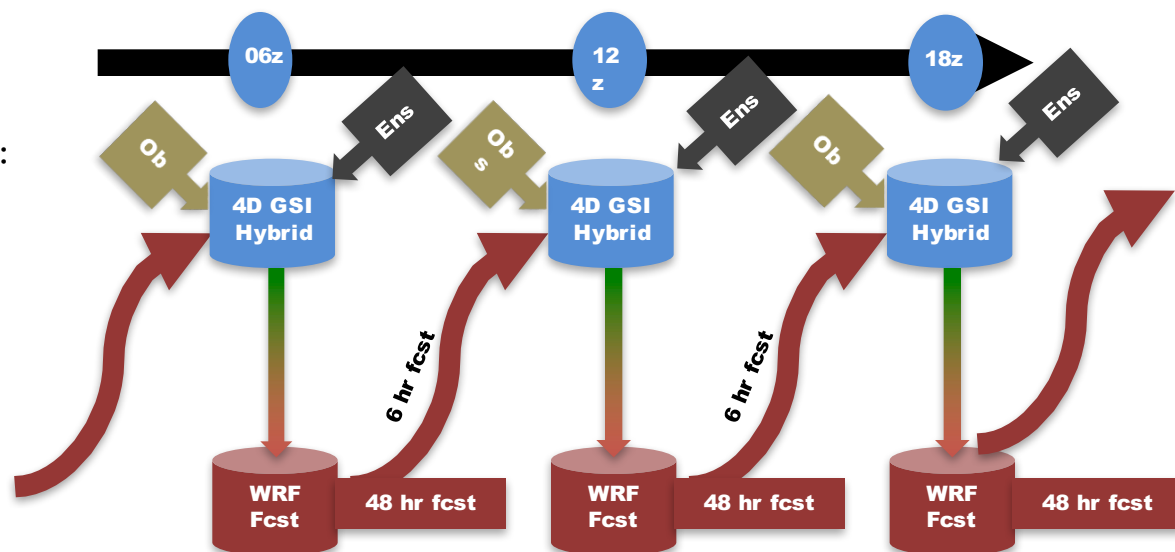 06z
12
z
18z
Ob
Ens
Ob
s
Ens
Ob
Ens
:
4D GSI
Hybrid
4D GSI
Hybrid
4D GSI
Hybrid
6 hr fcst
6 hr fcst
WRF
Fcst
48 hr fcst
WRF
Fcst
48 hr fcst
WRF
Fcst
48 hr fcst